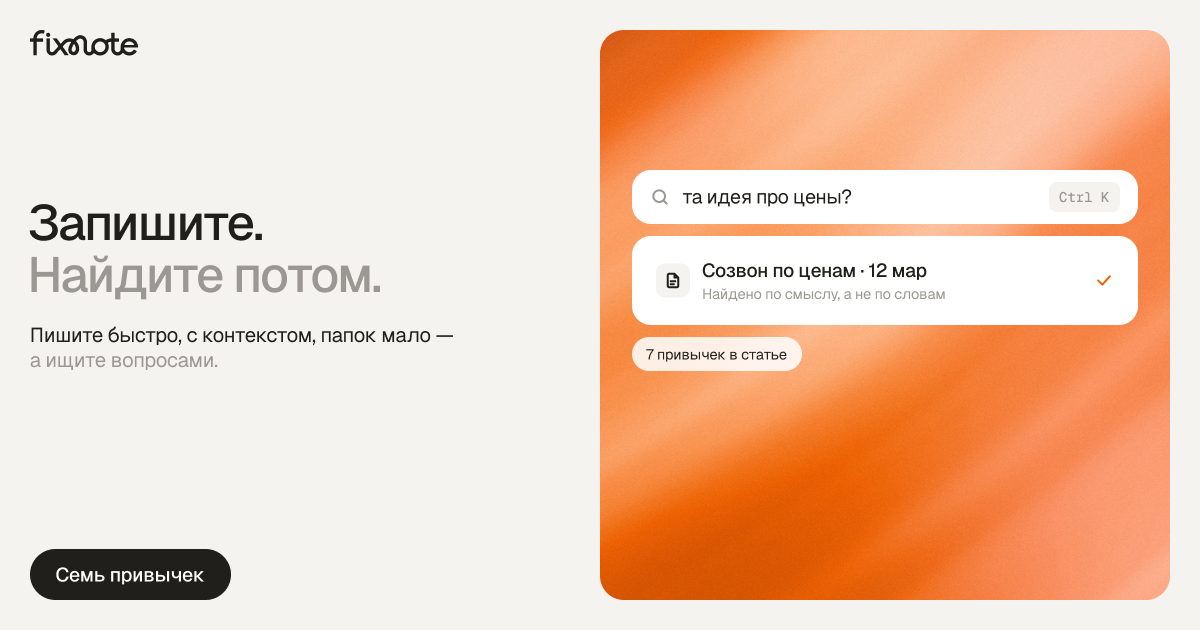 fixnote
Запишите.
Найдите потом.
Пишите быстро, с контекстом, папок мало —
а ищите вопросами.
Семь привычек
та идея про цены?
Ctrl K
Созвон по ценам · 12 мар
Найдено по смыслу, а не по словам
7 привычек в статье